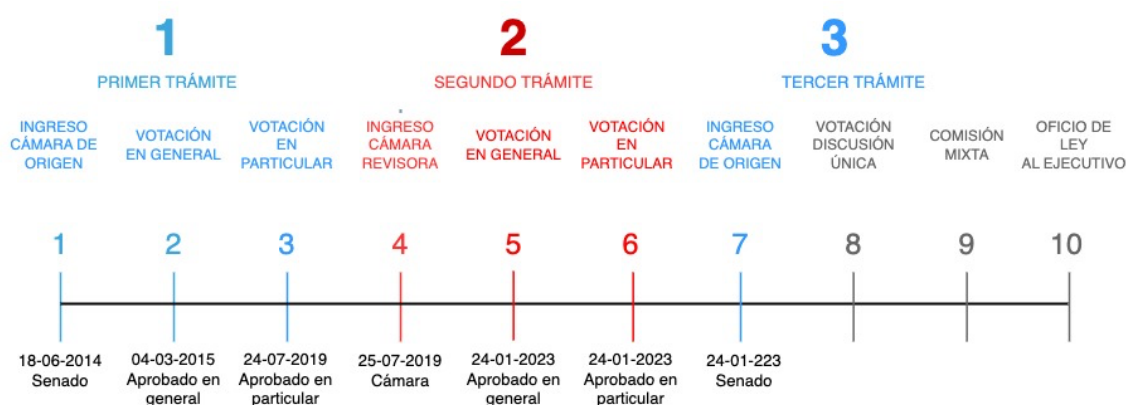 1
PRIMER TRÁMITE
2
SEGUNDO TRÁMITE
3
TERCER TRÁMITE
INGRESO
CÁMARA DE
ORIGEN
VOTACIÓN
EN GENERAL
VOTACIÓN
EN
PARTICULAR
INGRESO
CÁMARA
REVISORA
VOTACIÓN
EN GENERAL
VOTACIÓN
EN
PARTICULAR
INGRESO
CÁMARA
DE ORIGEN
VOTACIÓN
DISCUSIÓN
ÚNICA
COMISIÓN
MIXTA
OFICIO DE
LEY
AL EJECUTIVO
1
2
3
4
5
6
7
8
9
10
18-06-2014
Senado
04-03-2015
Aprobado en
general
24-07-2019
Aprobado en
particular
25-07-2019
Cámara
24-01-2023
Aprobado en
general
24-01-2023
Aprobado en
particular
24-01-223
Senado